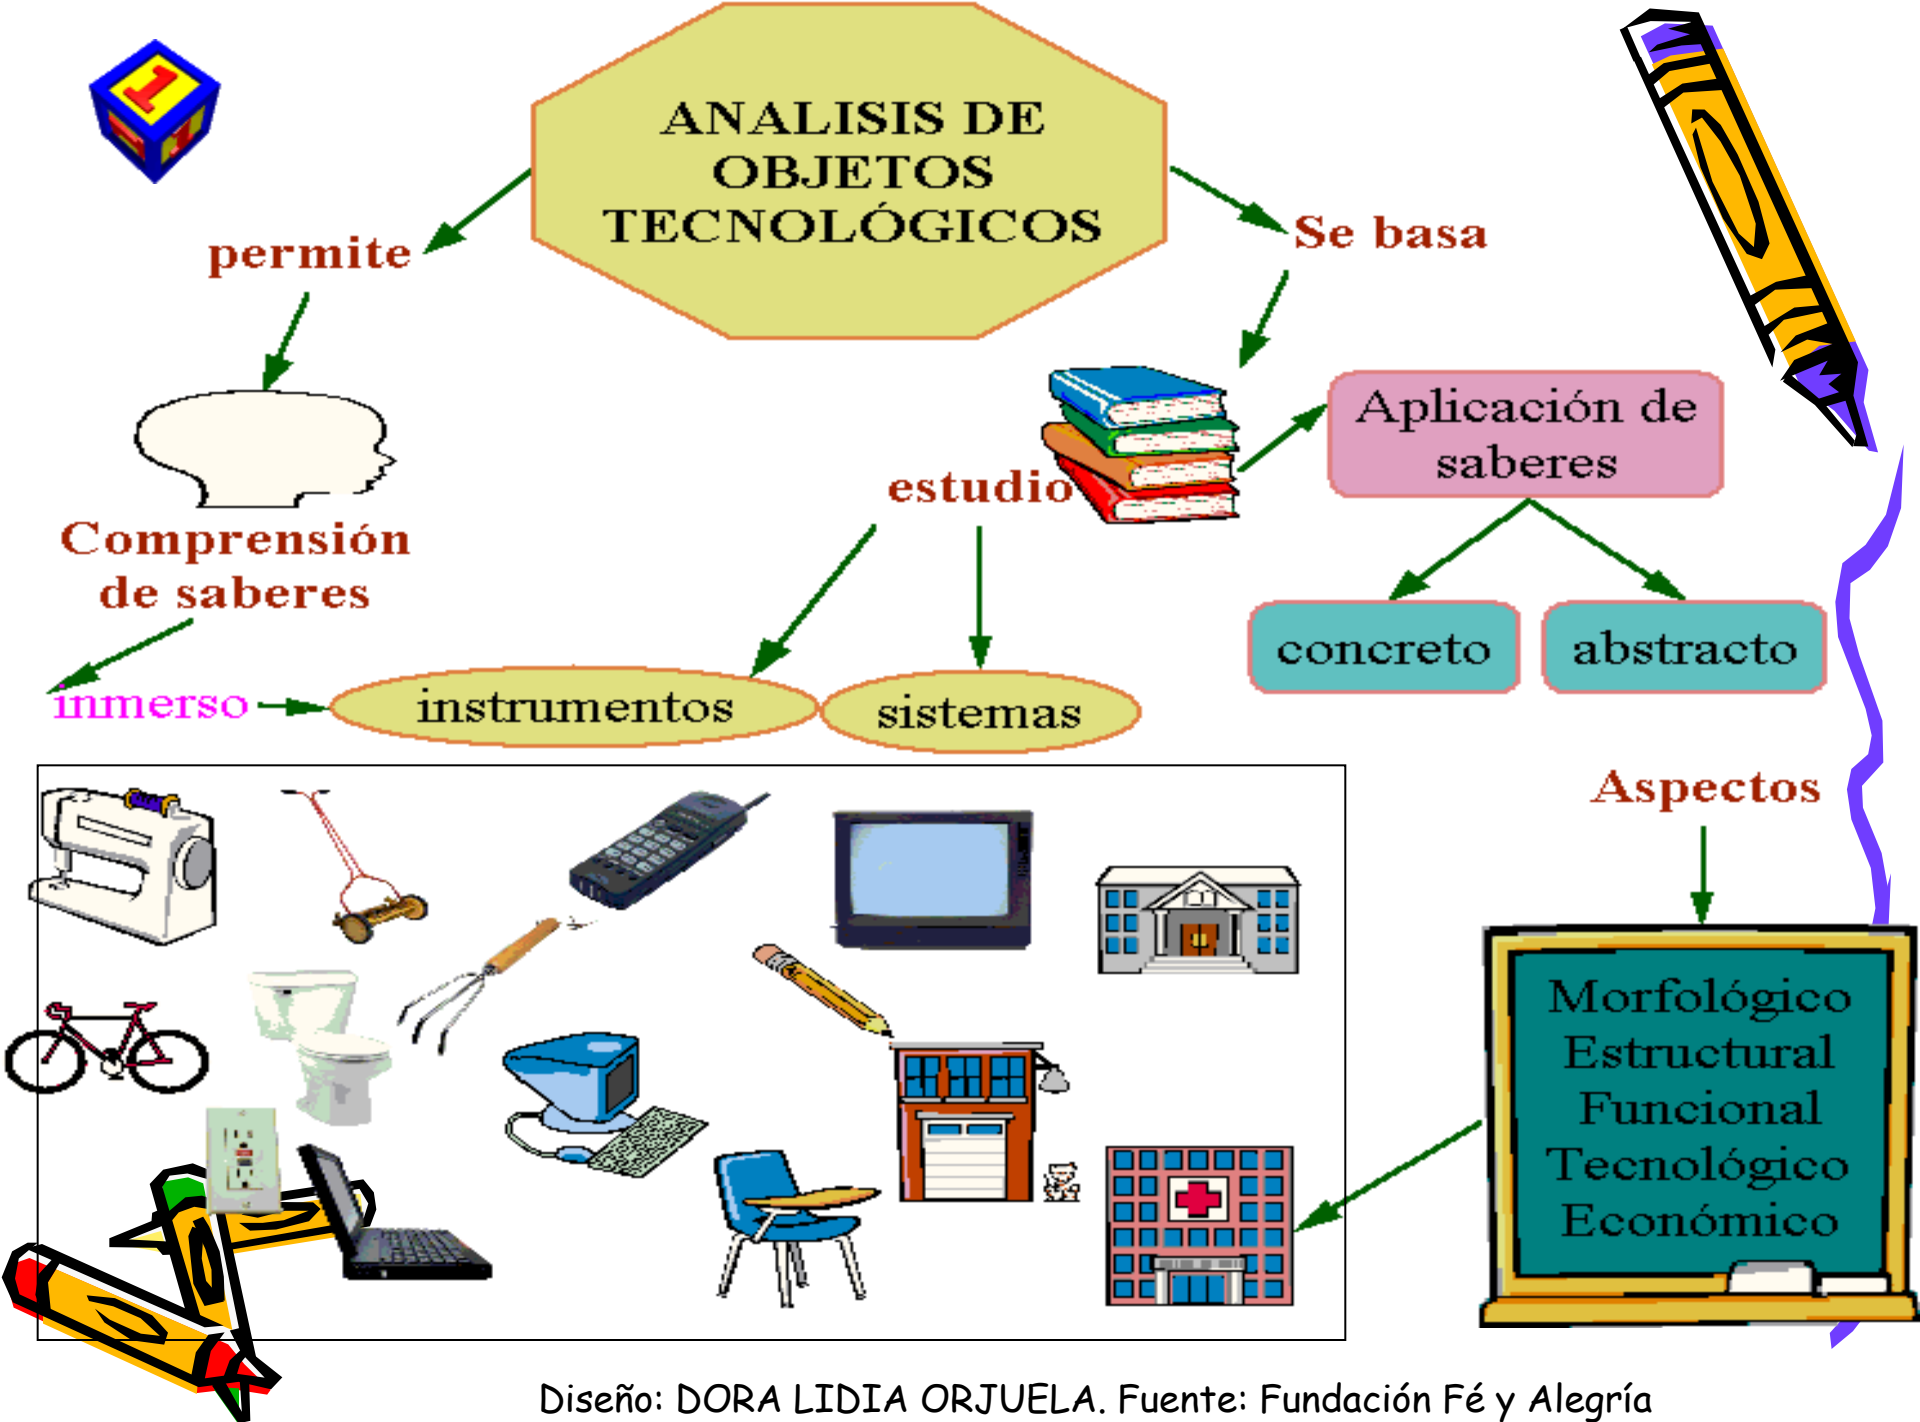 1
ANALISIS DE
OBJETOS
TECNOLÓGICOS
permite
Se basa
Aplicación de
saberes
estudio
Comprensión
de saberes
concreto
abstracto
inmerso
instrumentos
sistemas
Aspectos
Morfológico
Estructural
Funcional
Tecnológico
Económico
Diseño: DORA LIDIA ORJUELA. Fuente: Fundación Fé y Alegría